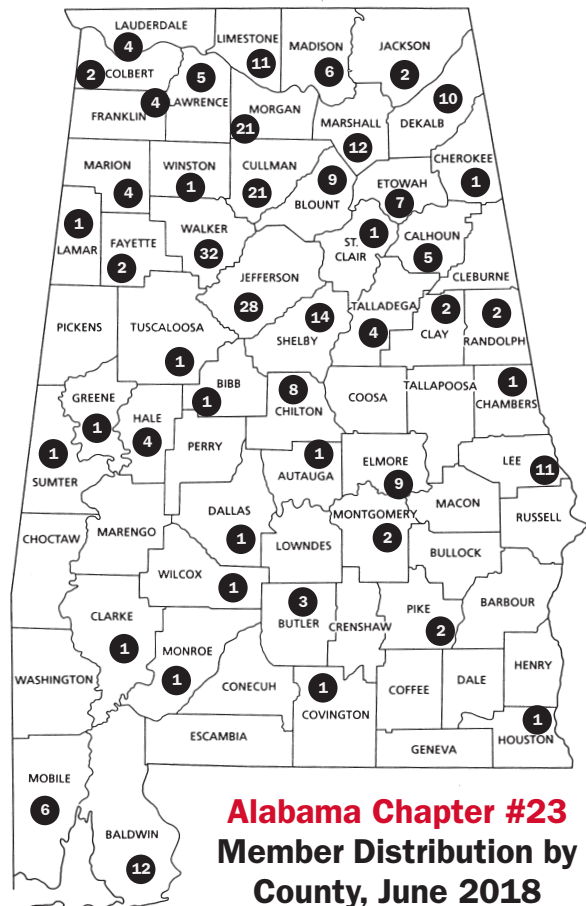 LAUDERDALE
4
LIMESTONE
11
MADISON
6
JACKSON
2
2
COLBERT
4
FRANKLIN
5
LAWRENCE
MORGAN
21
MARSHALL
12
10
DEKALB
CHEROKEE
1
MARION
4
WINSTON
1
CULLMAN
21
9
BLOUNT
ETOWAH
7
1
LAMAR
FAYETTE
2
WALKER
32
JEFFERSON
28
1
ST.
CLAIR
CALHOUN
5
CLEBURNE
PICKENS
TUSCALOOSA
1
14
SHELBY
TALLADEGA
4
2
CLAY
2
RANDOLPH
GREENE
1
HALE
4
BIBB
1
8
CHILTON
COOSA
TALLAPOOSA
1
CHAMBERS
1
SUMTER
PERRY
1
AUTAUGA
ELMORE
9
LEE
11
MACON
RUSSELL
CHOCTAW
MARENGO
DALLAS
1
LOWNDES
MONTGOMERY
2
BULLOCK
WILCOX
1
CLARKE
1
MONROE
1
3
BUTLER
CRENSHAW
PIKE
2
BARBOUR
WASHINGTON
CONECUH
1
COVINGTON
COFFEE
DALE
HENRY
ESCAMBIA
GENEVA
1
HOUSTON
MOBILE
6
BALDWIN
12
Alabama Chapter #23
Member Distribution by
County, June 2018